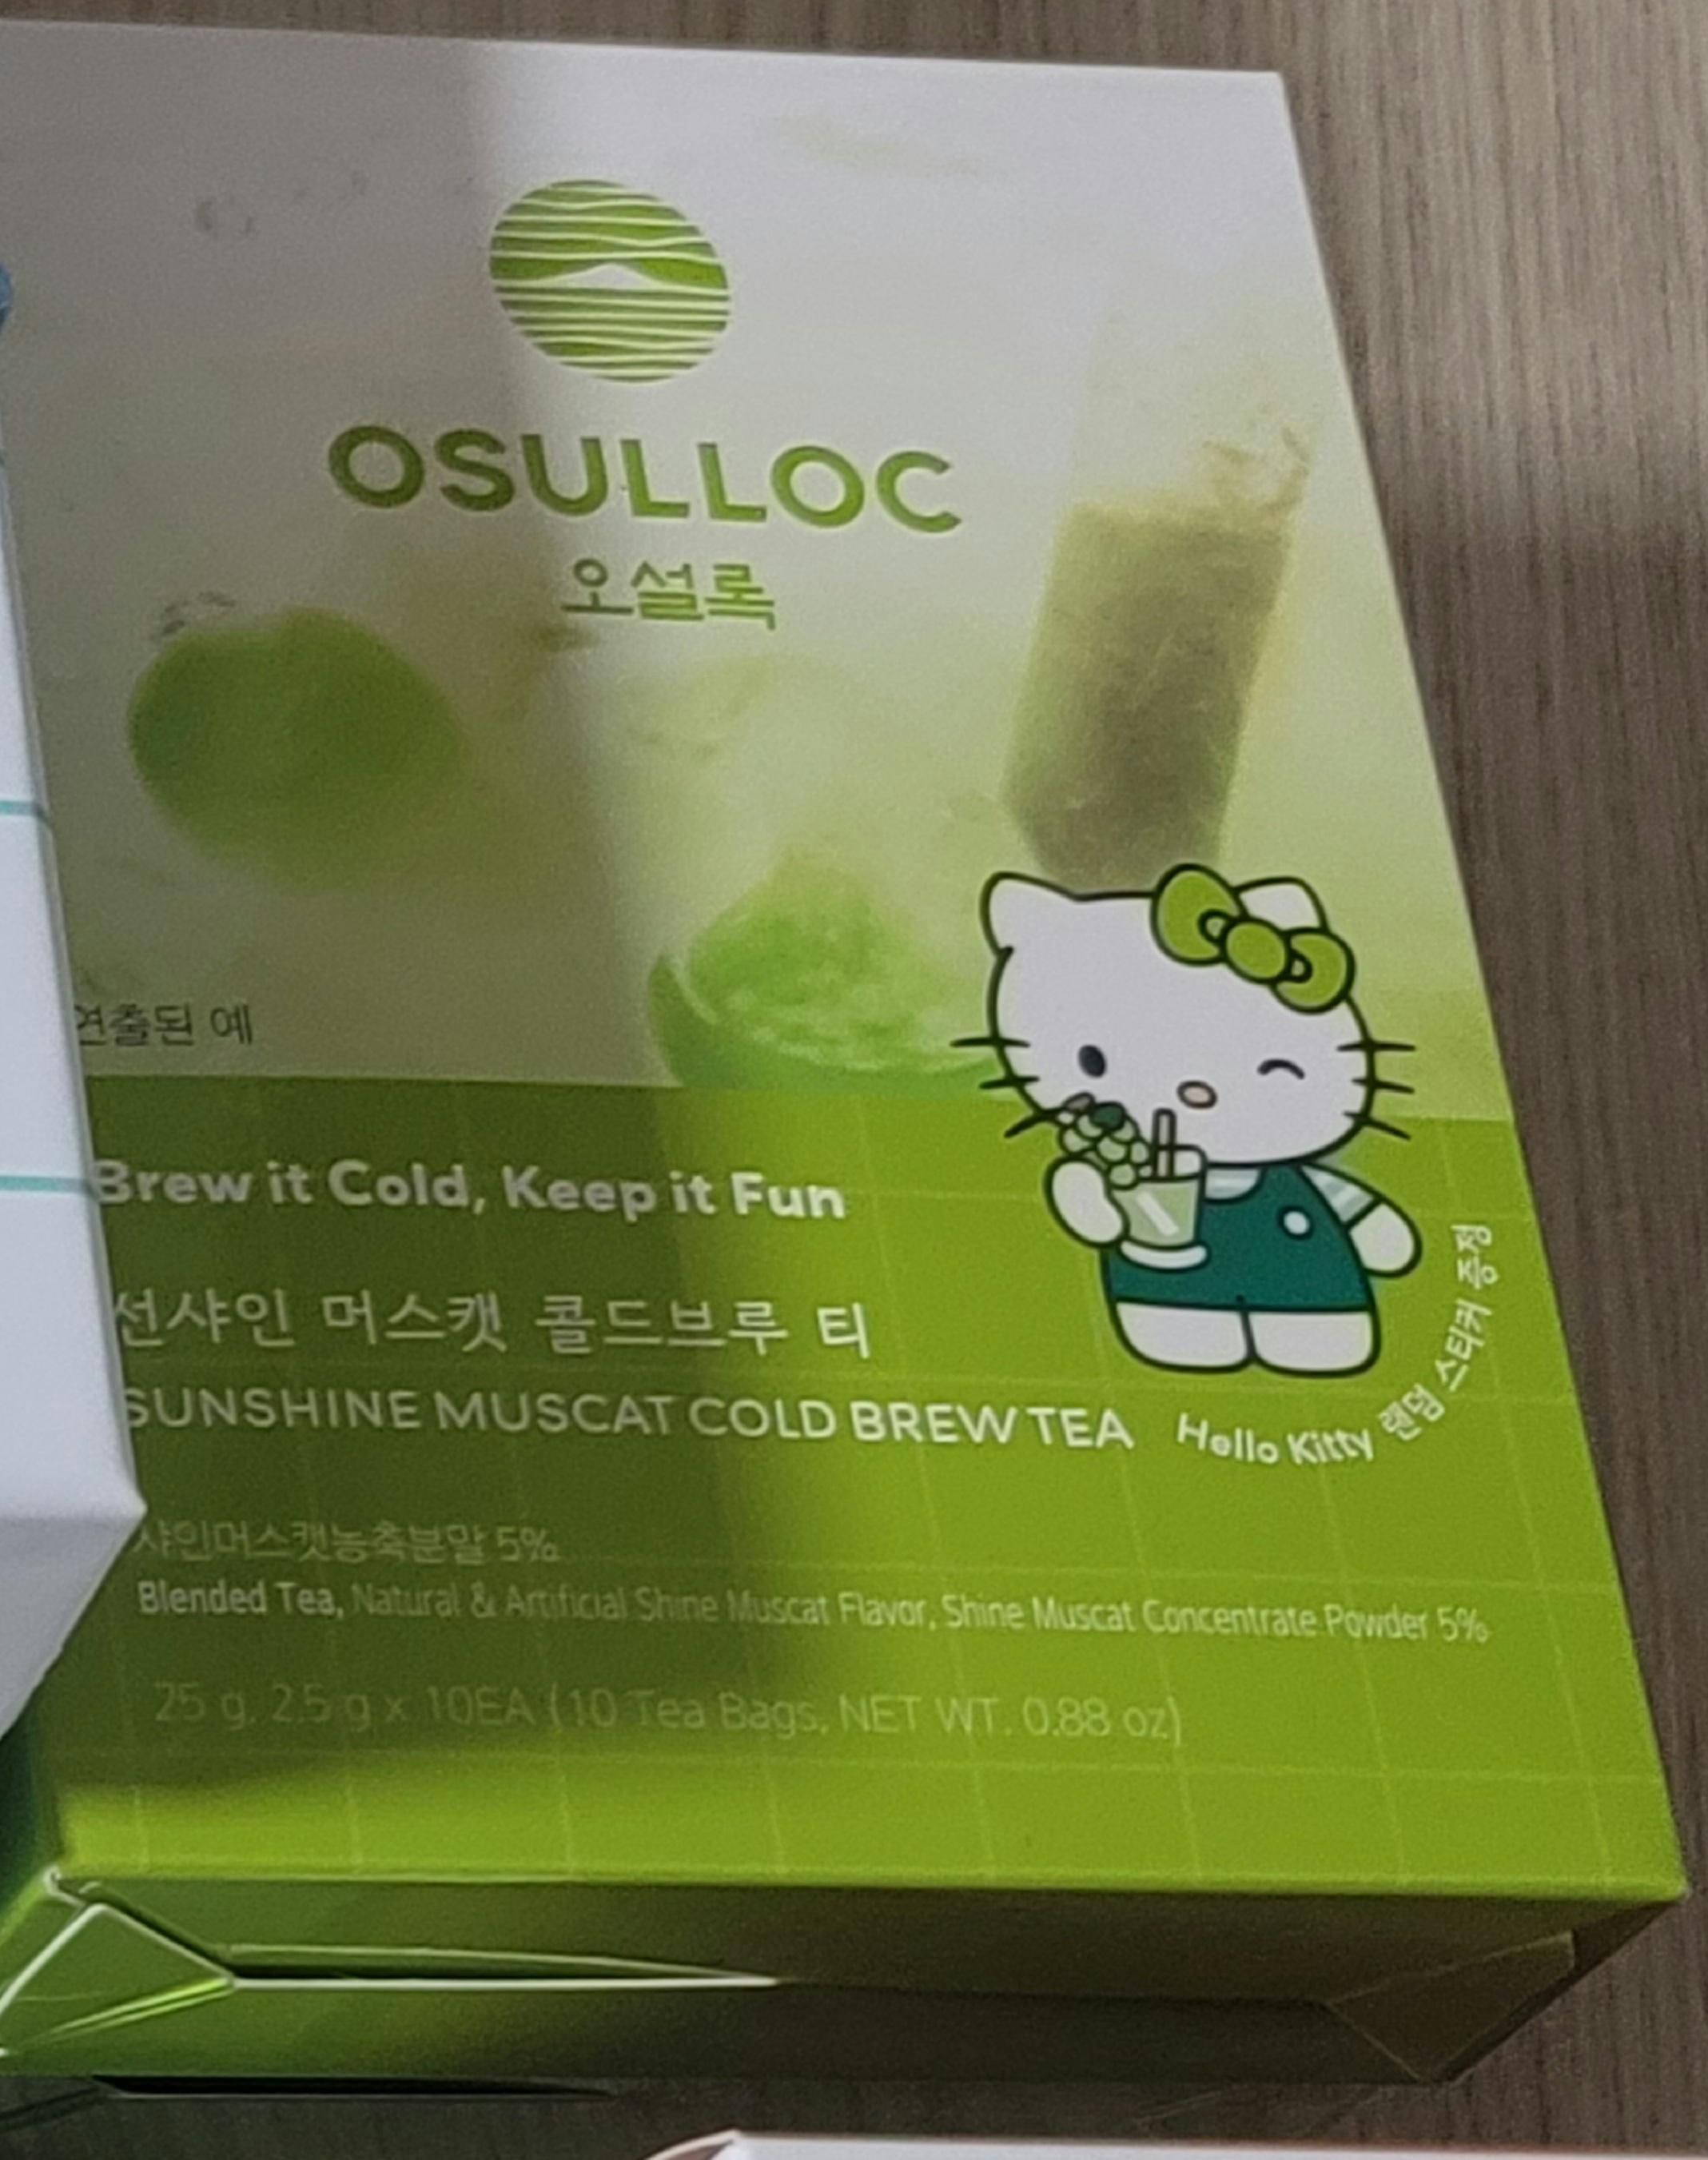 OSULLOC
오설록
연출된 예
Brew it Cold, Keep it Fun
선샤인 머스캣 콜드브루 티
SUNSHINE MUSCAT COLD BREW TEA
Hello Kitty 랜덤 스티커 증정
샤인머스캣농축분말 5%
Blended Tea, Natural & Artificial Shine Muscat Flavor, Shine Muscat Concentrate Powder 5%
25 g, 2.5 g x 10EA (10 Tea Bags, NET WT. 0.88 oz)